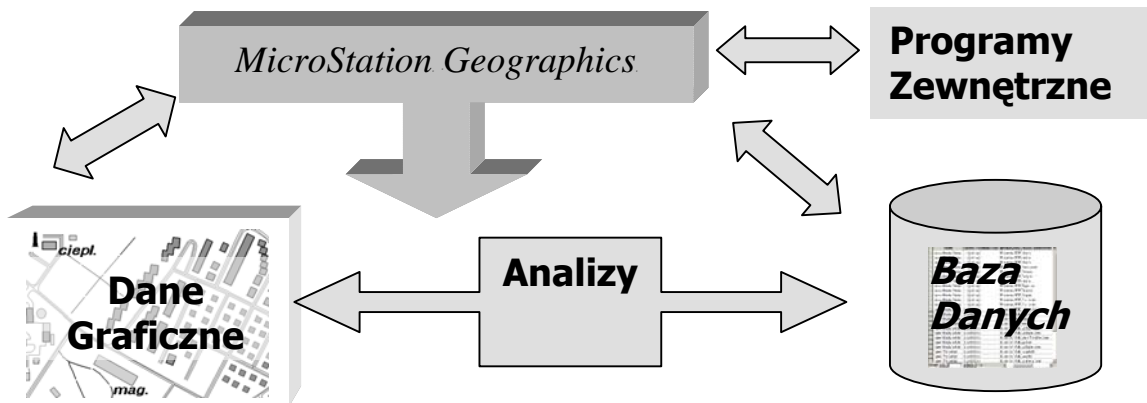 MicroStation Geographics
Programy
Zewnętrzne
ciepl.
Dane
Graficzne
mag.
Analizy
Baza
Danych